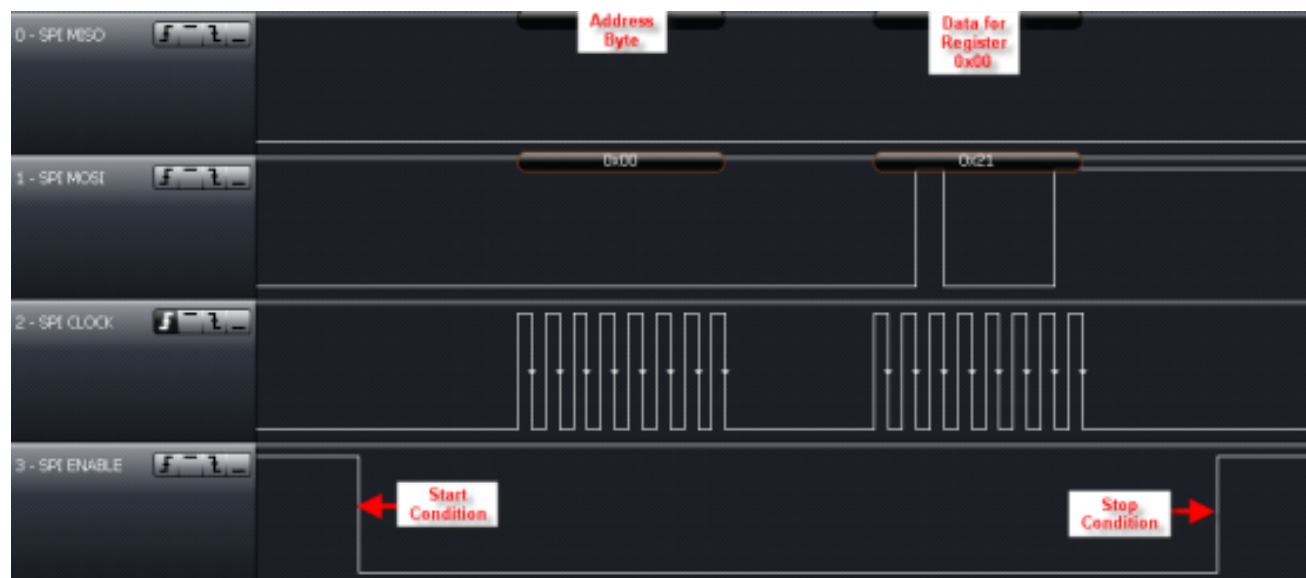 0 - SPI MISO
Address
Byte
Data for
Register
0x00
1 - SPI MOSI
0x00
0x21
2 - SPI CLOCK
3 - SPI ENABLE
Start
Condition
Stop
Condition